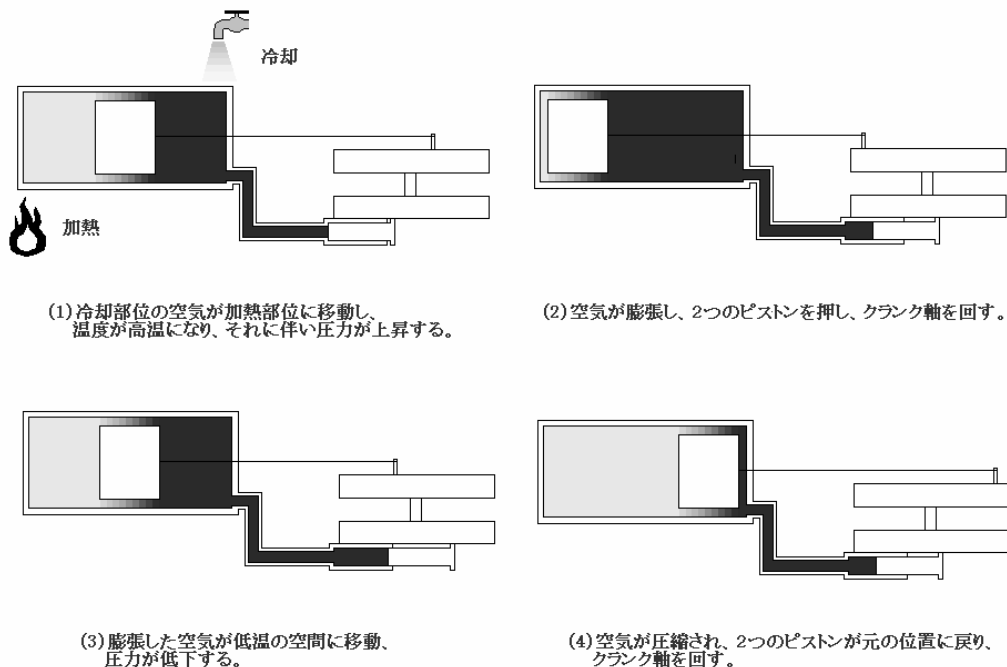 冷却
加熱
(1)冷却部位の空気が加熱部位に移動し、
温度が高温になり、それに伴い圧力が上昇する。
(2)空気が膨張し、2つのピストンを押し、クランク軸を回す。
(3)膨張した空気が低温の空間に移動、
圧力が低下する。
(4)空気が圧縮され、2つのピストンが元の位置に戻り、
クランク軸を回す。